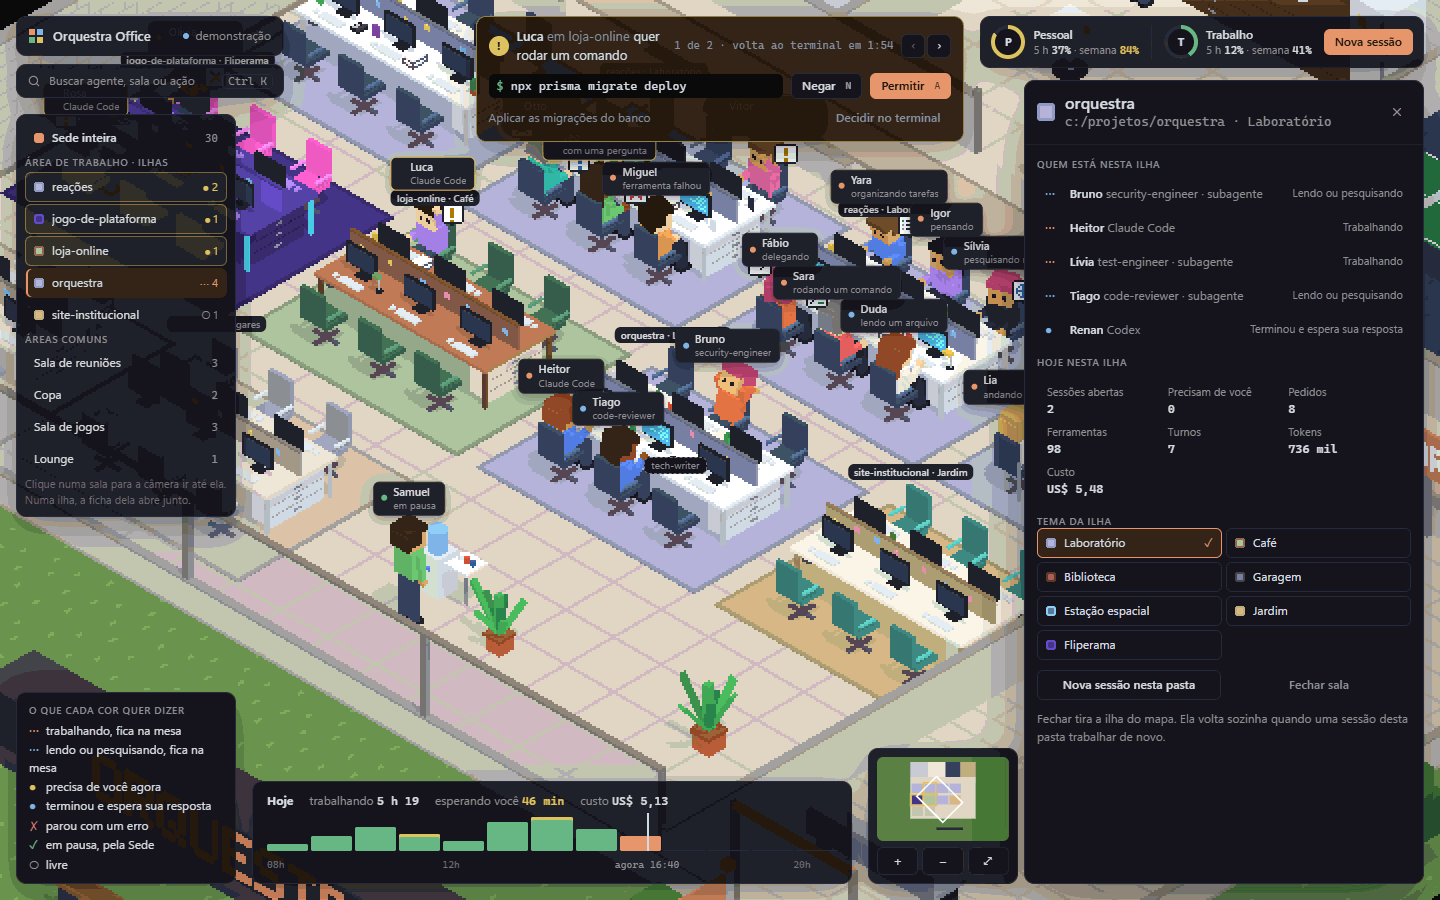 Orquestra Office
demonstração
jogo-de-plataforma · Fliperama
Buscar agente, sala ou ação
Ctrl K
Claude Code
Sede inteira 30
ÁREA DE TRABALHO · ILHAS
reações 2
jogo-de-plataforma 1
loja-online 1
orquestra 4
site-institucional 1
gares
ÁREAS COMUNS
Sala de reuniões 3
Copa 2
Sala de jogos 3
Lounge 1
Clique numa sala para a câmera ir até ela.
Numa ilha, a ficha dela abre junto.
O QUE CADA COR QUER DIZER
trabalhando, fica na mesa
lendo ou pesquisando, fica na
mesa
precisa de você agora
terminou e espera sua resposta
parou com um erro
em pausa, pela Sede
livre
Luca em loja-online quer
rodar um comando
1 de 2 · volta ao terminal em 1:54
$ npx prisma migrate deploy
Negar N
Permitir A
Aplicar as migrações do banco
Decidir no terminal
com uma pergunta
Luca
Claude Code
loja-online · Café
Miguel
ferramenta falhou
Yara
organizando tarefas
reações · Labor
Igor
pensando
Fábio
delegando
Silvia
pesquisando
Sara
rodando um comando
Duda
lendo um arquivo
orquestra · L
Bruno
security-engineer
Heitor
Claude Code
Lia
andando
Tiago
code-reviewer
tech-writer
site-institucional · Jardim
Samuel
em pausa
Hoje
trabalhando 5 h 19
esperando você 46 min
custo US$ 5,13
08h
12h
agora 16:40
20h
P
Pessoal
5 h 37% · semana 84%
T
Trabalho
5 h 12% · semana 41%
Nova sessão
orquestra
c:/projetos/orquestra · Laboratório
QUEM ESTÁ NESTA ILHA
Bruno security-engineer · subagente Lendo ou pesquisando
Heitor Claude Code Trabalhando
Lívia test-engineer · subagente Trabalhando
Tiago code-reviewer · subagente Lendo ou pesquisando
Renan Codex Terminou e espera sua resposta
HOJE NESTA ILHA
Sessões abertas Precisam de você Pedidos
2 0 8
Ferramentas Turnos Tokens
98 7 736 mil
Custo
US$ 5,48
TEMA DA ILHA
Laboratório ✓ Café
Biblioteca Garagem
Estação espacial Jardim
Fliperama
Nova sessão nesta pasta
Fechar sala
Fechar tira a ilha do mapa. Ela volta sozinha quando uma sessão desta
pasta trabalhar de novo.